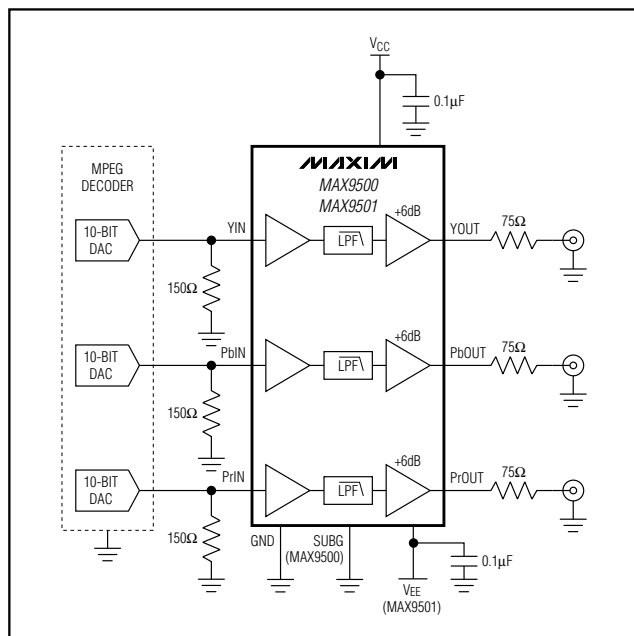 VCC
0.1µF
MPEG
DECODER
MAXIM
MAX9500
MAX9501
10-BIT
DAC
YIN
LPF
+6dB
YOUT
75Ω
150Ω
10-BIT
DAC
PbIN
LPF
+6dB
PbOUT
75Ω
150Ω
10-BIT
DAC
PrIN
LPF
+6dB
PrOUT
75Ω
150Ω
GND
SUBG
(MAX9500)
0.1µF
VEE
(MAX9501)